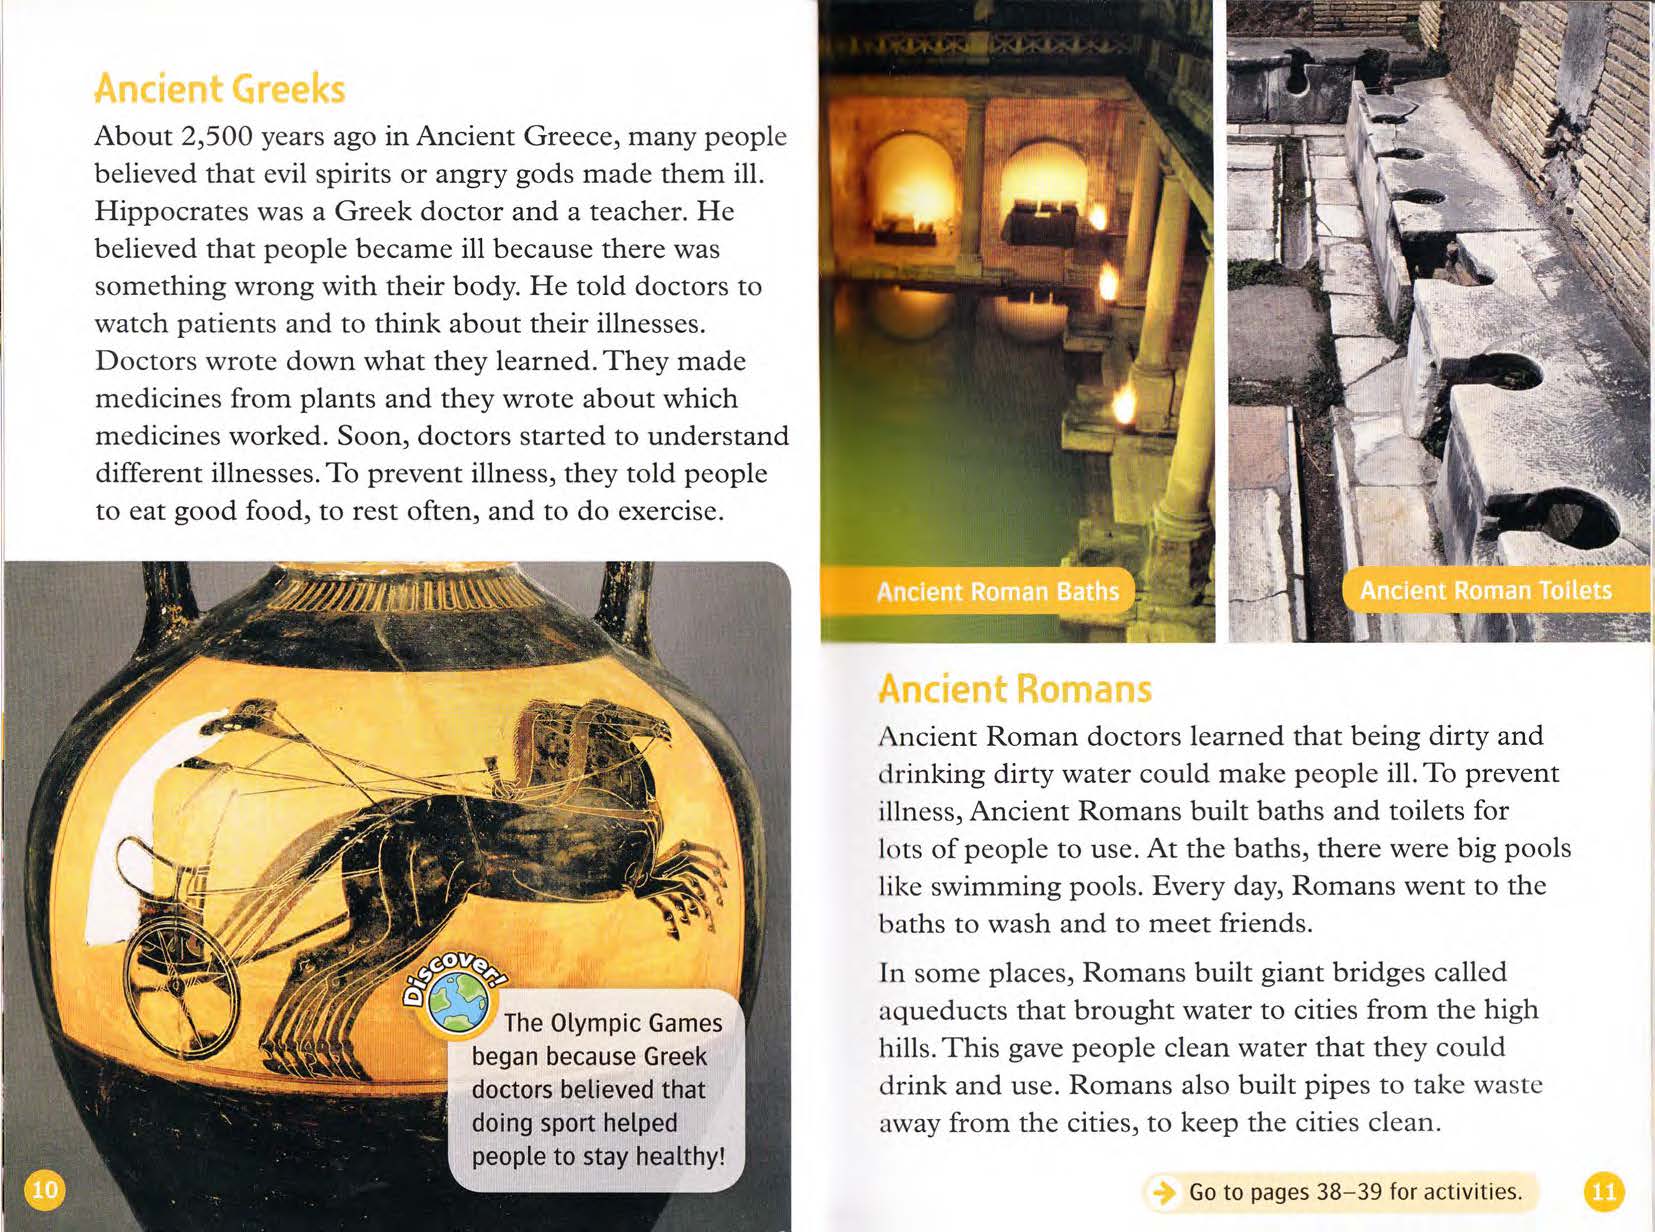 Ancient Greeks
About 2,500 years ago in Ancient Greece, many people
believed that evil spirits or angry gods made them ill.
Hippocrates was a Greek doctor and a teacher. He
believed that people became ill because there was
something wrong with their body. He told doctors to
watch patients and to think about their illnesses.
Doctors wrote down what they learned. They made
medicines from plants and they wrote about which
medicines worked. Soon, doctors started to understand
different illnesses. To prevent illness, they told people
to eat good food, to rest often, and to do exercise.
Discover!
The Olympic Games
began because Greek
doctors believed that
doing sport helped
people to stay healthy!
10
Ancient Roman Baths
Ancient Roman Toilets
Ancient Romans
Ancient Roman doctors learned that being dirty and
drinking dirty water could make people ill. To prevent
illness, Ancient Romans built baths and toilets for
lots of people to use. At the baths, there were big pools
like swimming pools. Every day, Romans went to the
baths to wash and to meet friends.
In some places, Romans built giant bridges called
aqueducts that brought water to cities from the high
hills. This gave people clean water that they could
drink and use. Romans also built pipes to take waste
away from the cities, to keep the cities clean.
Go to pages 38–39 for activities.
11